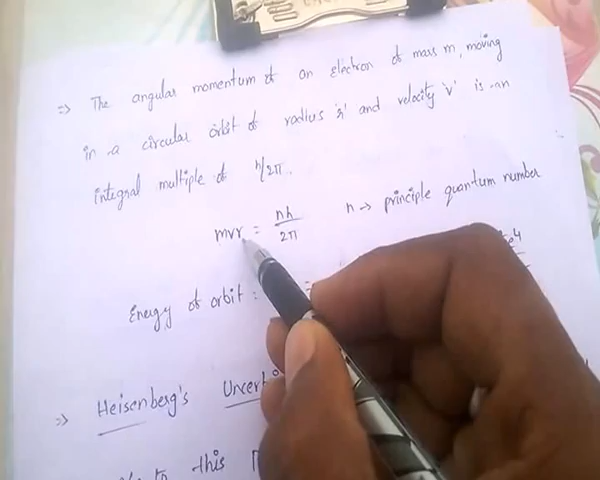 => The angular momentum of an electron of mass m, moving
in a circular orbit of radius 'r' and velocity 'v' is an
integral multiple of h/2π.
mvr = nh/2π n → principle quantum number
Energy of orbit =
=> Heisenberg's
to this